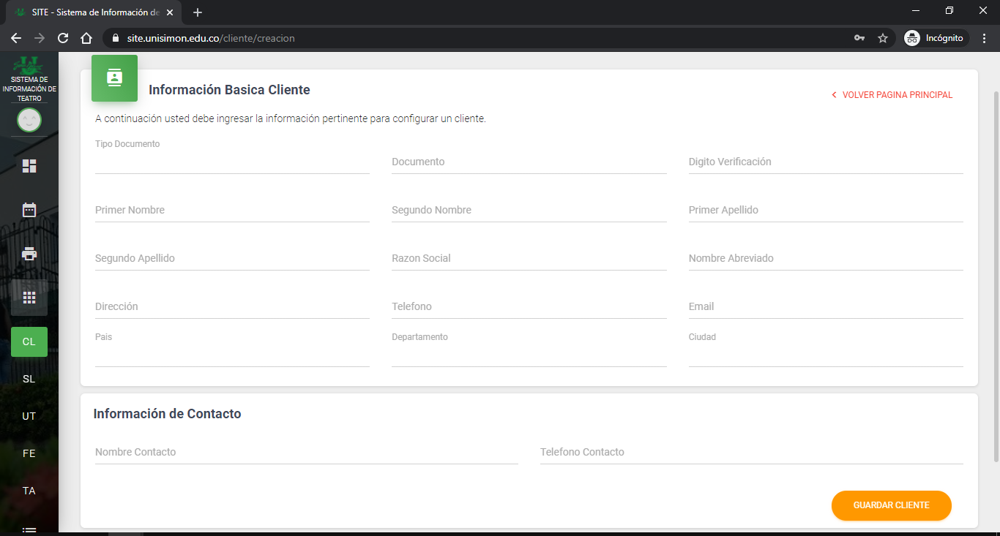 SITE - Sistema de Información de
site.unisimon.edu.co/cliente/creacion
Incógnito
SISTEMA DE
INFORMACIÓN DE
TEATRO
Información Basica Cliente
VOLVER PAGINA PRINCIPAL
A continuación usted debe ingresar la información pertinente para configurar un cliente.
Tipo Documento
Documento
Digito Verificación
Primer Nombre
Segundo Nombre
Primer Apellido
Segundo Apellido
Razon Social
Nombre Abreviado
Dirección
Telefono
Email
Pais
Departamento
Ciudad
CL
SL
UT
FE
TA
Información de Contacto
Nombre Contacto
Telefono Contacto
GUARDAR CLIENTE